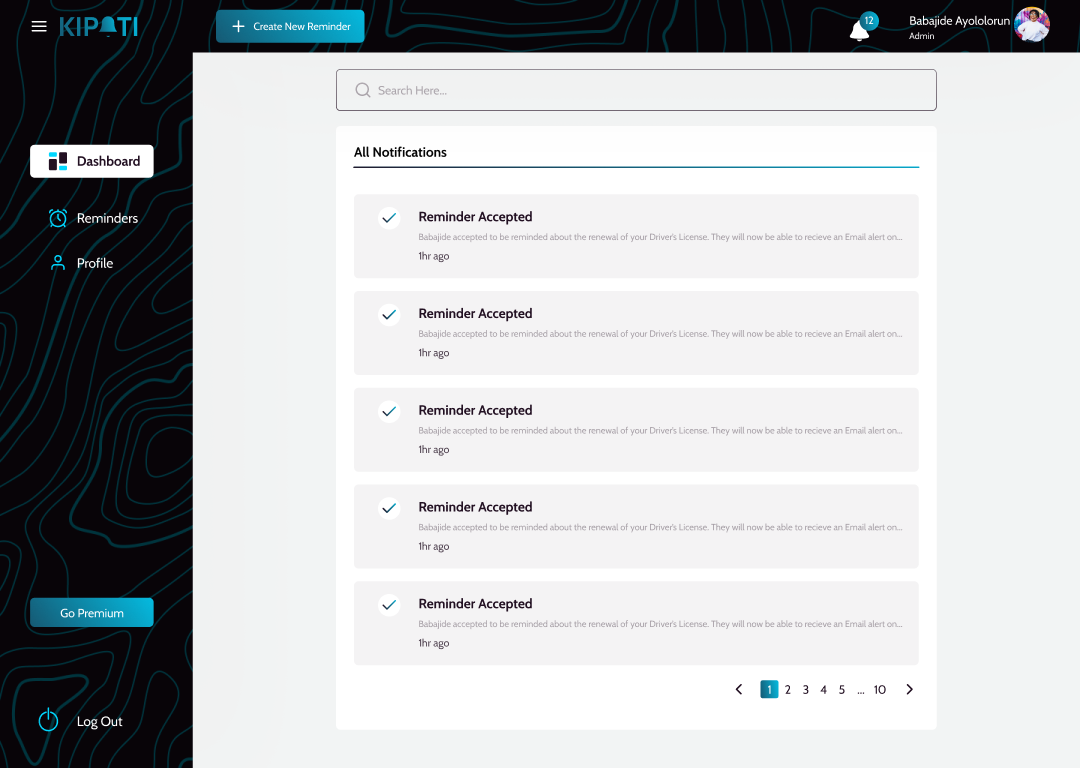 KIPATI
Create New Reminder
12
Babajide Ayololorun
Admin
Search Here...
All Notifications
Dashboard
Reminders
Profile
Reminder Accepted
Babajide accepted to be reminded about the renewal of your Driver's License. They will now be able to recieve an Email alert on...
1hr ago
Reminder Accepted
Babajide accepted to be reminded about the renewal of your Driver's License. They will now be able to recieve an Email alert on...
1hr ago
Reminder Accepted
Babajide accepted to be reminded about the renewal of your Driver's License. They will now be able to recieve an Email alert on...
1hr ago
Reminder Accepted
Babajide accepted to be reminded about the renewal of your Driver's License. They will now be able to recieve an Email alert on...
1hr ago
Reminder Accepted
Babajide accepted to be reminded about the renewal of your Driver's License. They will now be able to recieve an Email alert on...
1hr ago
Go Premium
1 2 3 4 5 ... 10
Log Out